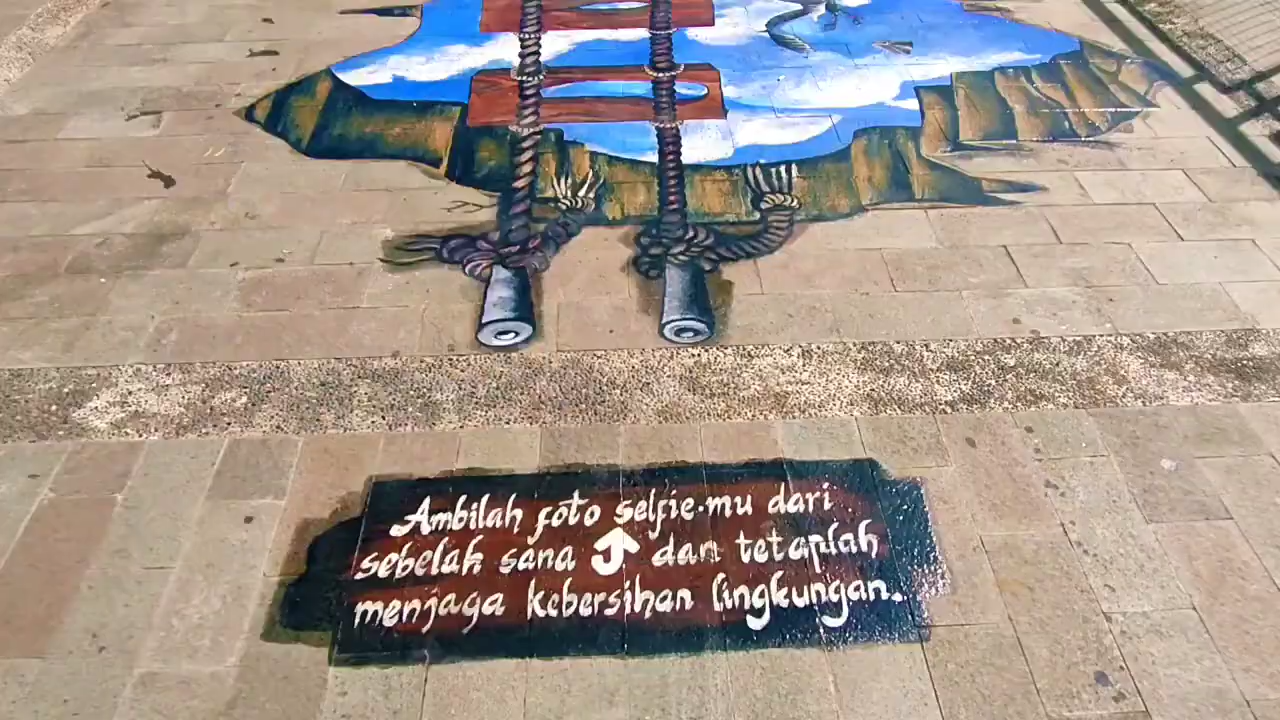 Ambilah foto selfie-mu dari
sebelah sana dan tetaplah
menjaga kebersihan lingkungan.